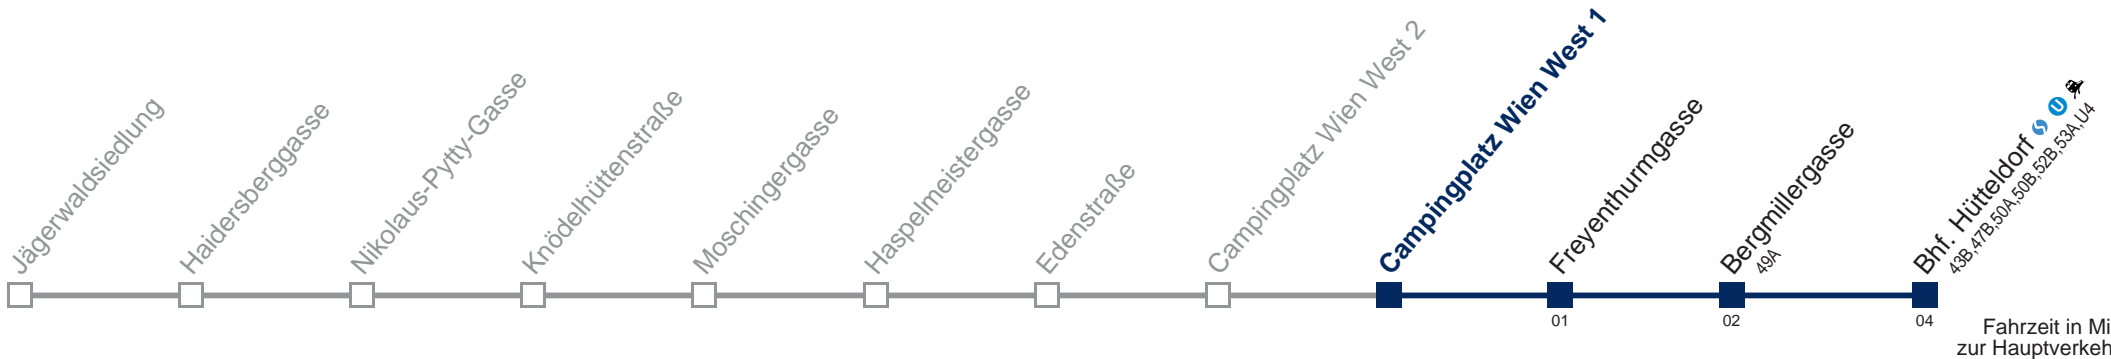 Jägerwaldsiedlung
Haidersberggasse
Nikolaus-Pytty-Gasse
Knödelhüttenstraße
Moschingergasse
Haspelmeistergasse
Edenstraße
Campingplatz Wien West 2
Campingplatz Wien West 1
Freyenthurmgasse
Bergmillergasse
49A
Bhf. Hütteldorf S U
43B,47B,50A,50B,52B,53A,U4
01
02
04
Fahrzeit in Mi
zur Hauptverkeh